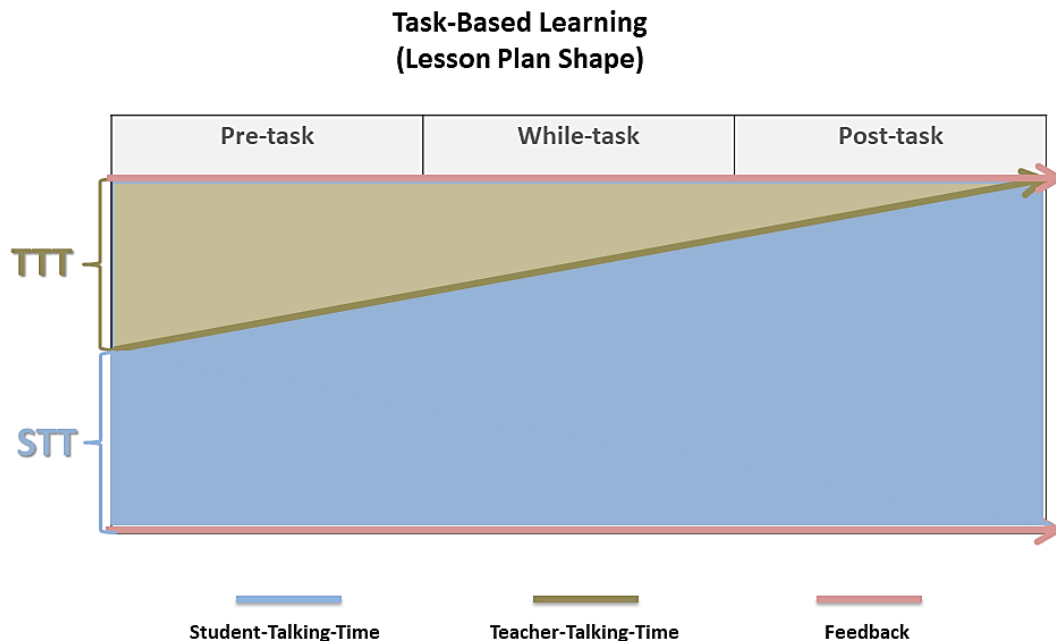 Task-Based Learning
(Lesson Plan Shape)
Pre-task While-task Post-task
TTT
STT
Student-Talking-Time Teacher-Talking-Time Feedback